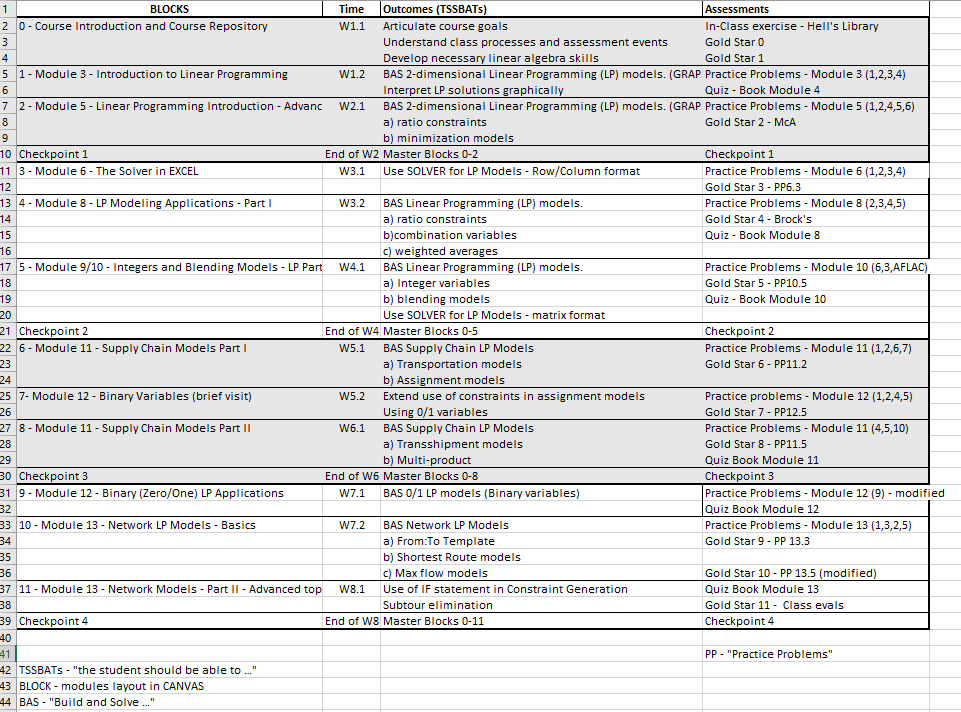 1 BLOCKS Time Outcomes (TSSBATs) Assessments
2 0 - Course Introduction and Course Repository W1.1 Articulate course goals In-Class exercise - Hell's Library
3 Understand class processes and assessment events Gold Star 0
4 Develop necessary linear algebra skills Gold Star 1
5 1 - Module 3 - Introduction to Linear Programming W1.2 BAS 2-dimensional Linear Programming (LP) models. (GRAP Practice Problems - Module 3 (1,2,3,4)
6 Interpret LP solutions graphically Quiz - Book Module 4
7 2 - Module 5 - Linear Programming Introduction - Advanc W2.1 BAS 2-dimensional Linear Programming (LP) models. (GRAP Practice Problems - Module 5 (1,2,4,5,6)
8 a) ratio constraints Gold Star 2 - McA
9 b) minimization models
10 Checkpoint 1 End of W2 Master Blocks 0-2 Checkpoint 1
11 3 - Module 6 - The Solver in EXCEL W3.1 Use SOLVER for LP Models - Row/Column format Practice Problems - Module 6 (1,2,3,4)
12 Gold Star 3 - PP6.3
13 4 - Module 8 - LP Modeling Applications - Part I W3.2 BAS Linear Programming (LP) models. Practice Problems - Module 8 (2,3,4,5)
14 a) ratio constraints Gold Star 4 - Brock's
15 b)combination variables Quiz - Book Module 8
16 c) weighted averages
17 5 - Module 9/10 - Integers and Blending Models - LP Part W4.1 BAS Linear Programming (LP) models. Practice Problems - Module 10 (6,3,AFLAC)
18 a) Integer variables Gold Star 5 - PP10.5
19 b) blending models Quiz - Book Module 10
20 Use SOLVER for LP Models - matrix format
21 Checkpoint 2 End of W4 Master Blocks 0-5 Checkpoint 2
22 6 - Module 11 - Supply Chain Models Part I W5.1 BAS Supply Chain LP Models Practice Problems - Module 11 (1,2,6,7)
23 a) Transportation models Gold Star 6 - PP11.2
24 b) Assignment models
25 7- Module 12 - Binary Variables (brief visit) W5.2 Extend use of constraints in assignment models Practice problems - Module 12 (1,2,4,5)
26 Using 0/1 variables Gold Star 7 - PP12.5
27 8 - Module 11 - Supply Chain Models Part II W6.1 BAS Supply Chain LP Models Practice Problems - Module 11 (4,5,10)
28 a) Transshipment models Gold Star 8 - PP11.5
29 b) Multi-product Quiz Book Module 11
30 Checkpoint 3 End of W6 Master Blocks 0-8 Checkpoint 3
31 9 - Module 12 - Binary (Zero/One) LP Applications W7.1 BAS 0/1 LP models (Binary variables) Practice Problems - Module 12 (9) - modified
32 Quiz Book Module 12
33 10 - Module 13 - Network LP Models - Basics W7.2 BAS Network LP Models Practice Problems - Module 13 (1,3,2,5)
34 a) From:To Template Gold Star 9 - PP 13.3
35 b) Shortest Route models
36 c) Max flow models Gold Star 10 - PP 13.5 (modified)
37 11 - Module 13 - Network Models - Part II - Advanced top W8.1 Use of IF statement in Constraint Generation Quiz Book Module 13
38 Subtour elimination Gold Star 11 - Class evals
39 Checkpoint 4 End of W8 Master Blocks 0-11 Checkpoint 4
40
41 PP - "Practice Problems"
42 TSSBATs - "the student should be able to ..."
43 BLOCK - modules layout in CANVAS
44 BAS - "Build and Solve ..."